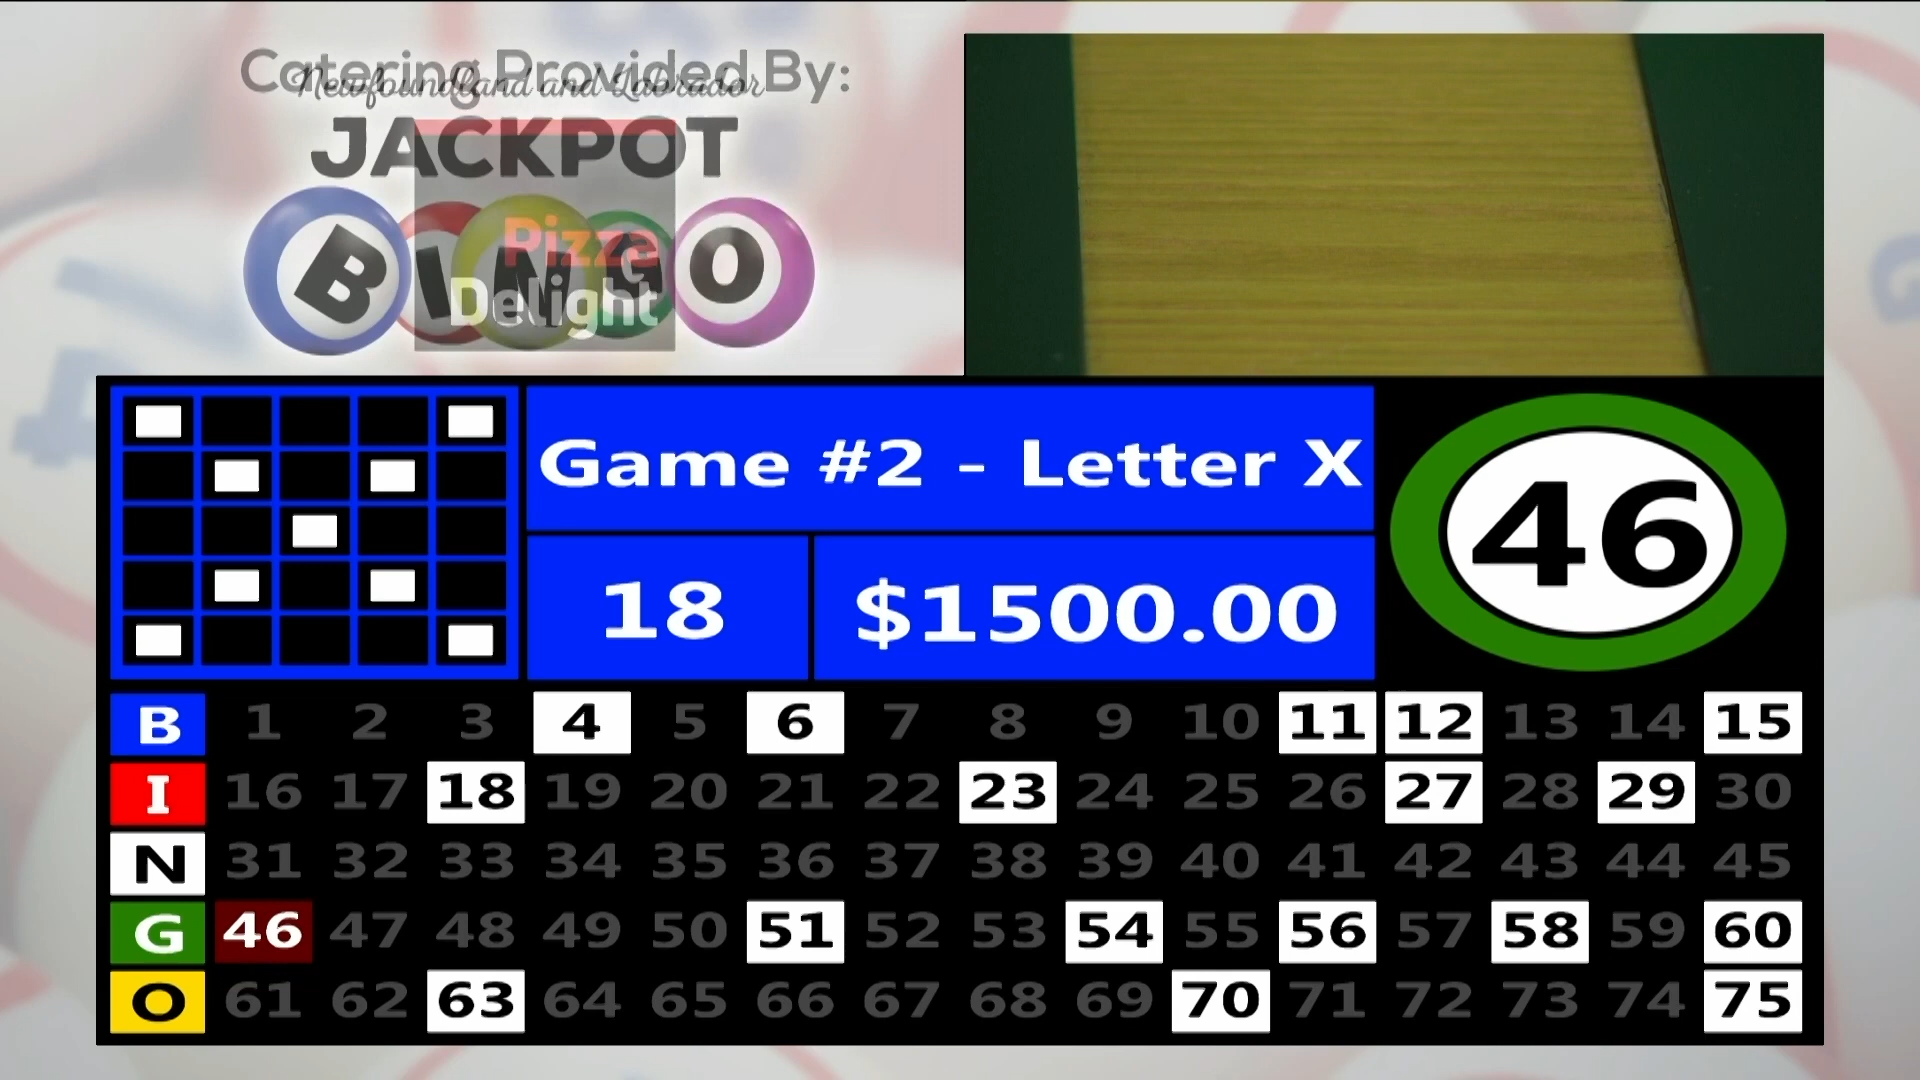 Catering Provided By:
Newfoundland and Labrador
JACKPOT
BINGO
Pizza
Delight
Game #2 - Letter X
18
$1500.00
46
B 1 2 3 4 5 6 7 8 9 10 11 12 13 14 15
I 16 17 18 19 20 21 22 23 24 25 26 27 28 29 30
N 31 32 33 34 35 36 37 38 39 40 41 42 43 44 45
G 46 47 48 49 50 51 52 53 54 55 56 57 58 59 60
O 61 62 63 64 65 66 67 68 69 70 71 72 73 74 75